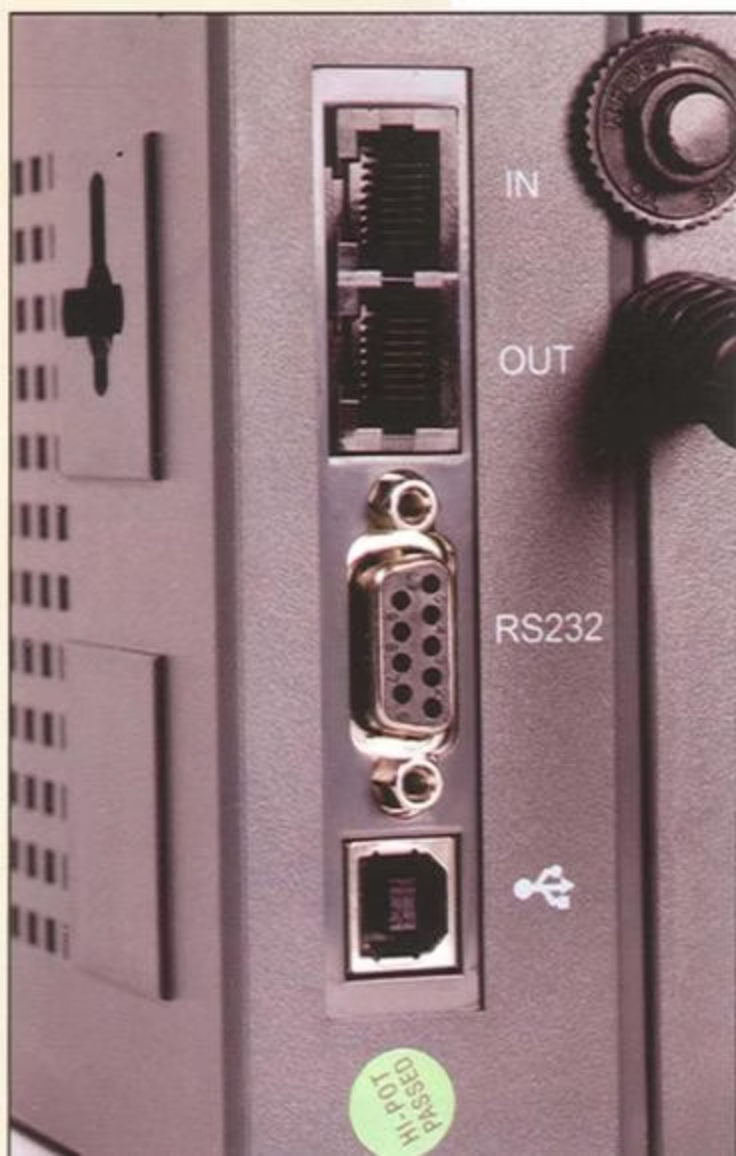 IN
OUT
RS232
HI-POT
PASSED